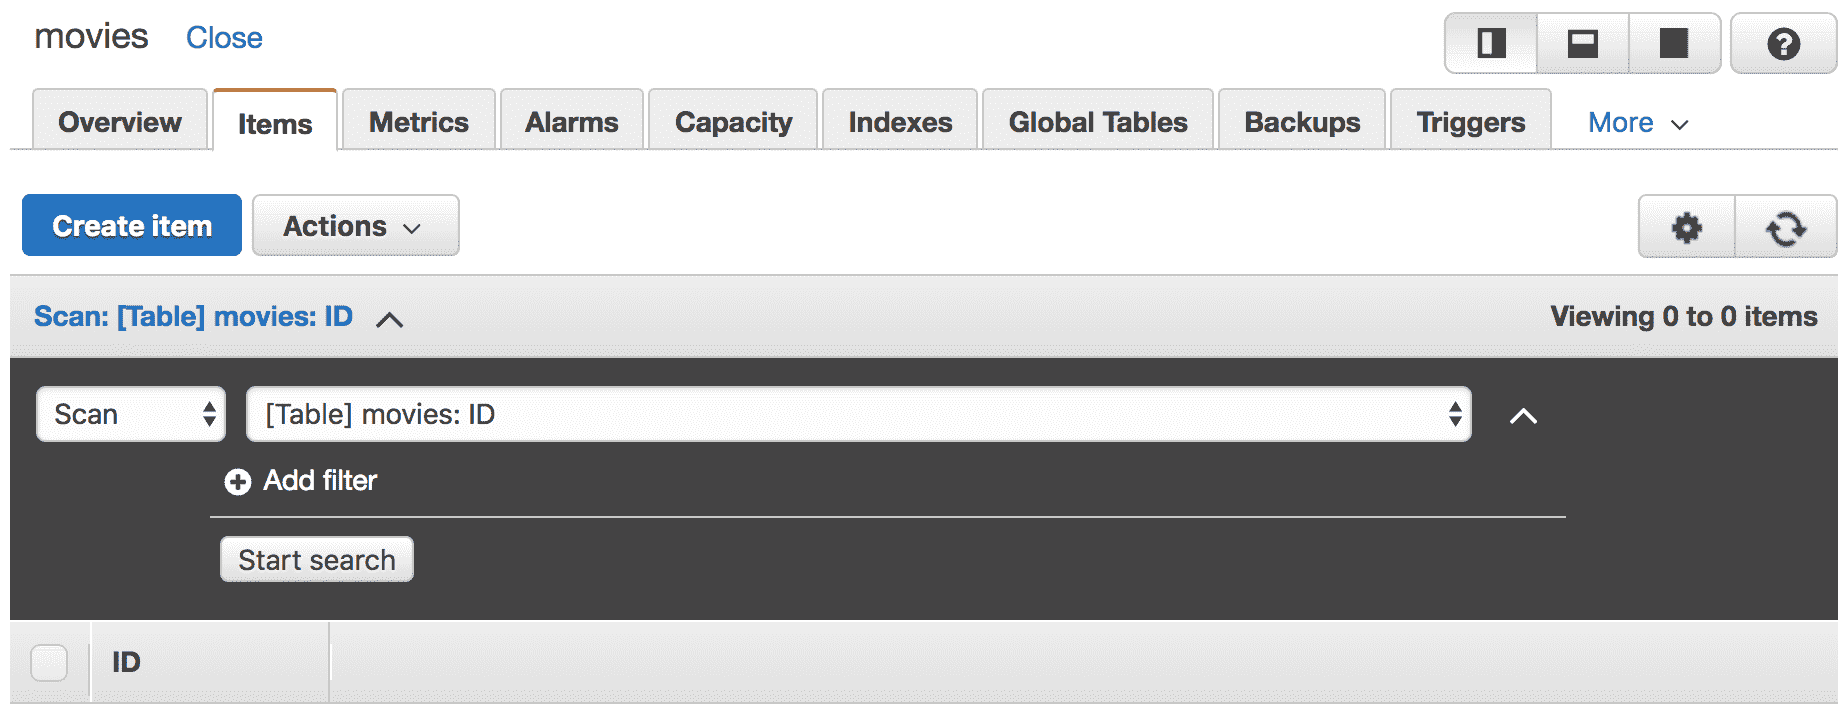 movies Close
Overview Items Metrics Alarms Capacity Indexes Global Tables Backups Triggers More
Create item Actions
Scan: [Table] movies: ID Viewing 0 to 0 items
Scan [Table] movies: ID
Add filter
Start search
ID